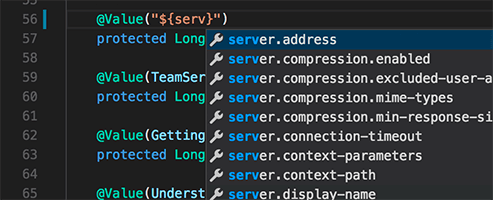 56 @Value("${serv}")
57 protected Long
server.address
server.compression.enabled
58 server.compression.excluded-user-a
59 @Value(TeamSer
60 protected Long
server.compression.mime-types
61 server.compression.min-response-si
62 @Value(Getting
server.connection-timeout
63 protected Long
server.context-parameters
64 server.context-path
65 @Value(Underst
server.display-name